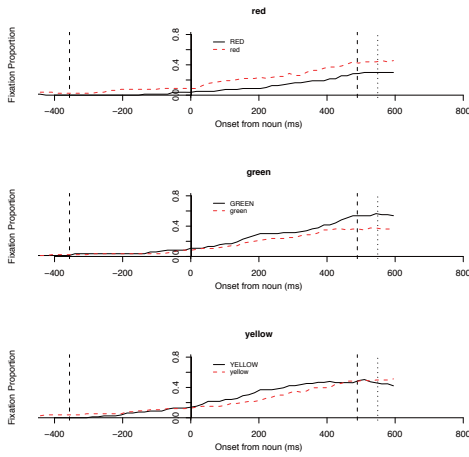 red
Fixation Proportion
0.0 0.4 0.8
RED
red
−400 −200 0 200 400 600 800
Onset from noun (ms)
green
Fixation Proportion
0.0 0.4 0.8
GREEN
green
−400 −200 0 200 400 600 800
Onset from noun (ms)
yellow
Fixation Proportion
0.0 0.4 0.8
YELLOW
yellow
−400 −200 0 200 400 600 800
Onset from noun (ms)